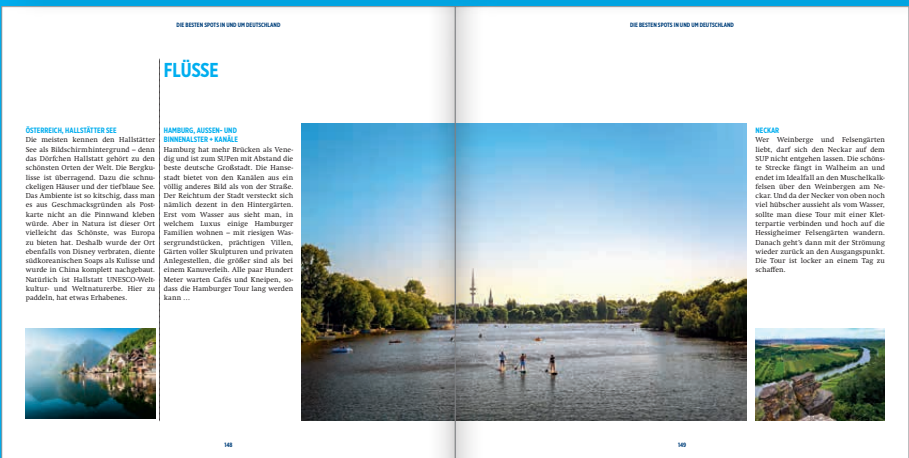 DIE BESTEN SPOTS IN UND UM DEUTSCHLAND
FLÜSSE
ÖSTERREICH, HALLSTÄTTER SEE
Die meisten kennen den Hallstätter
See als Bildschirmhintergrund – denn
das Dörfchen Hallstatt gehört zu den
schönsten Orten der Welt. Die Bergku-
lisse ist überragend. Dazu die schnu-
ckeligen Häuser und der tiefblaue See.
Das Ambiente ist so kitschig, dass man
es aus Geschmacksgründen als Post-
karte nicht an die Pinnwand kleben
würde. Aber in Natura ist dieser Ort
vielleicht das Schönste, was Europa
zu bieten hat. Deshalb wurde der Ort
ebenfalls von Disney verbraten, diente
südkoreanischen Soaps als Kulisse und
wurde in China komplett nachgebaut.
Natürlich ist Hallstatt UNESCO-Welt-
kultur- und Weltnaturerbe. Hier zu
paddeln, hat etwas Erhabenes.
HAMBURG, AUSSEN- UND
BINNENALSTER + KANÄLE
Hamburg hat mehr Brücken als Vene-
dig und ist zum SUPen mit Abstand die
beste deutsche Großstadt. Die Hanse-
stadt bietet von den Kanälen aus ein
völlig anderes Bild als von der Straße.
Der Reichtum der Stadt versteckt sich
nämlich dezent in den Hintergärten.
Erst vom Wasser aus sieht man, in
welchem Luxus einige Hamburger
Familien wohnen – mit riesigen Was-
sergrundstücken, prächtigen Villen,
Gärten voller Skulpturen und privaten
Anlegestellen, die größer sind als bei
einem Kanuverleih. Alle paar Hundert
Meter warten Cafés und Kneipen, so-
dass die Hamburger Tour lang werden
kann ...
148
DIE BESTEN SPOTS IN UND UM DEUTSCHLAND
NECKAR
Wer Weinberge und Felsengärten
liebt, darf sich den Neckar auf dem
SUP nicht entgehen lassen. Die schöns-
te Strecke fängt in Walheim an und
endet im Idealfall an den Muschelkalk-
felsen über den Weinbergen am Ne-
ckar. Und da der Necker von oben noch
viel hübscher aussieht als vom Wasser,
sollte man diese Tour mit einer Klet-
terpartie verbinden und hoch auf die
Hessigheimer Felsengärten wandern.
Danach geht's dann mit der Strömung
wieder zurück an den Ausgangspunkt.
Die Tour ist locker an einem Tag zu
schaffen.
149